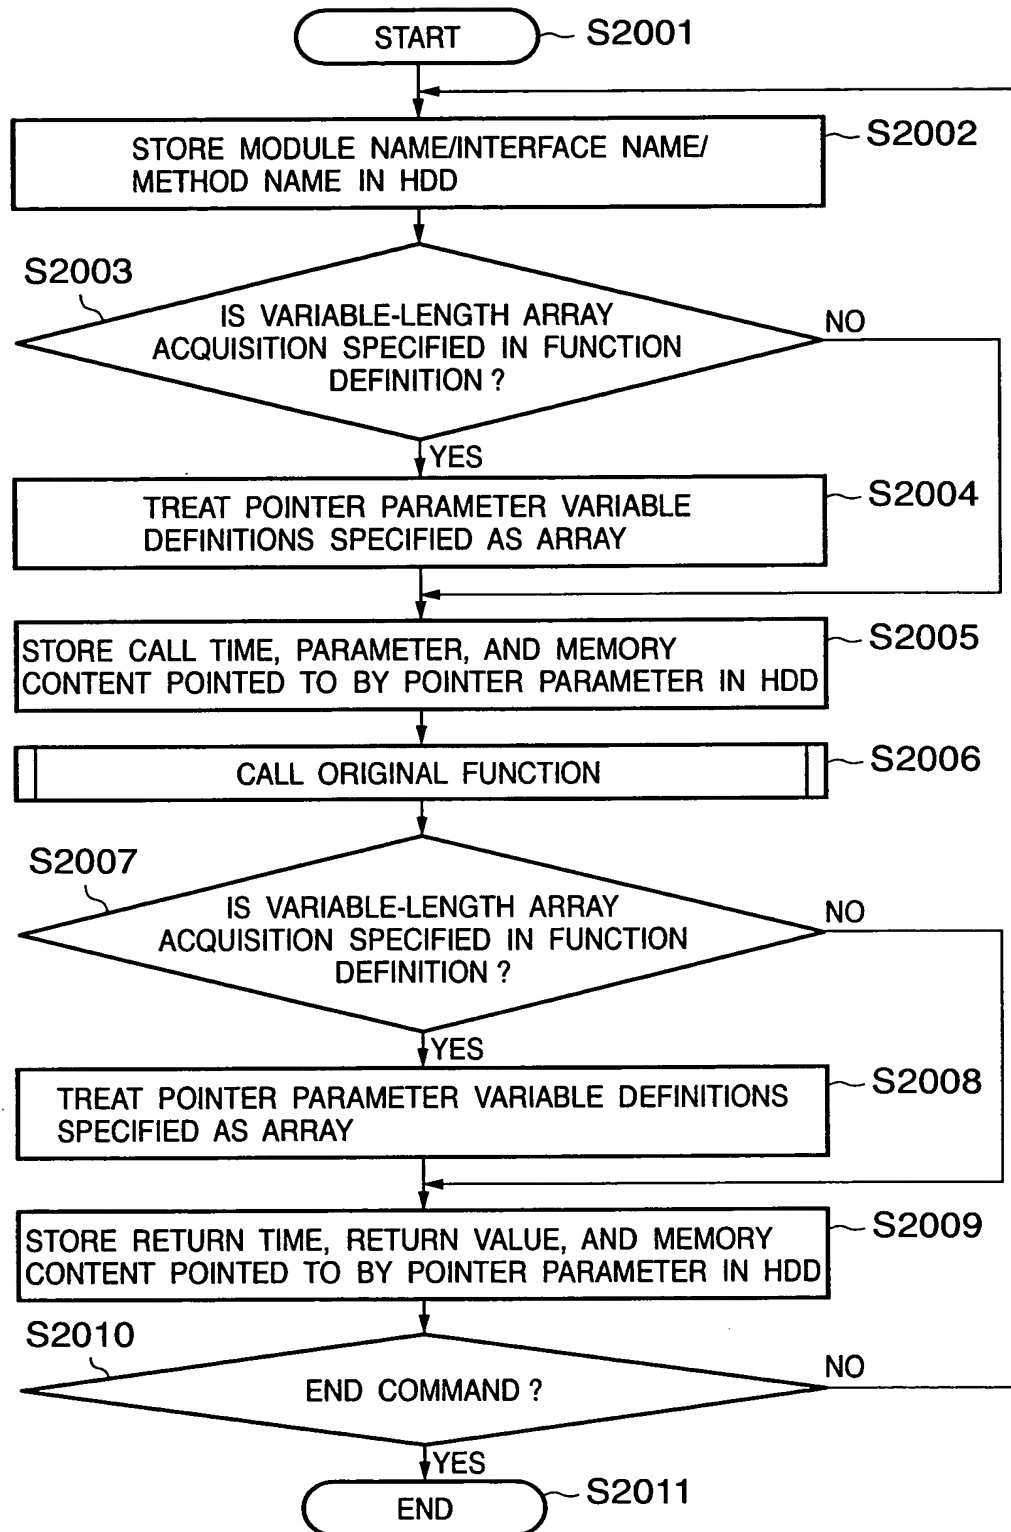 START
S2001
S2002
STORE MODULE NAME/INTERFACE NAME/
METHOD NAME IN HDD
S2003
IS VARIABLE-LENGTH ARRAY
ACQUISITION SPECIFIED IN FUNCTION
DEFINITION ?
NO
YES
S2004
TREAT POINTER PARAMETER VARIABLE
DEFINITIONS SPECIFIED AS ARRAY
S2005
STORE CALL TIME, PARAMETER, AND MEMORY
CONTENT POINTED TO BY POINTER PARAMETER IN HDD
S2006
CALL ORIGINAL FUNCTION
S2007
IS VARIABLE-LENGTH ARRAY
ACQUISITION SPECIFIED IN FUNCTION
DEFINITION ?
NO
YES
S2008
TREAT POINTER PARAMETER VARIABLE DEFINITIONS
SPECIFIED AS ARRAY
S2009
STORE RETURN TIME, RETURN VALUE, AND MEMORY
CONTENT POINTED TO BY POINTER PARAMETER IN HDD
S2010
END COMMAND ?
NO
YES
END
S2011